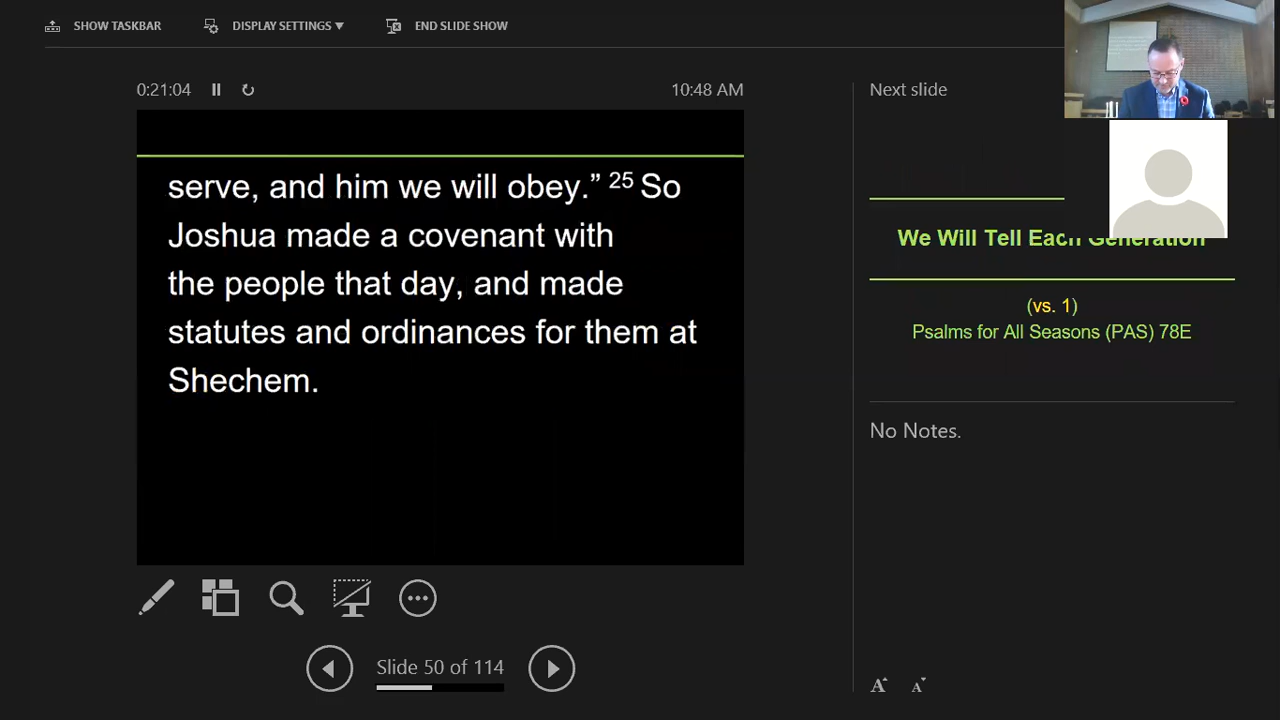 SHOW TASKBAR
DISPLAY SETTINGS ▼
END SLIDE SHOW
0:21:04
10:48 AM
serve, and him we will obey.” 25 So
Joshua made a covenant with
the people that day, and made
statutes and ordinances for them at
Shechem.
Slide 50 of 114
Next slide
We Will Tell Each Generation
(vs. 1)
Psalms for All Seasons (PAS) 78E
No Notes.
A A